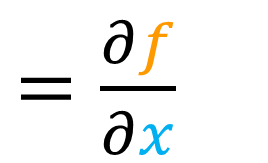 = ∂f/∂x